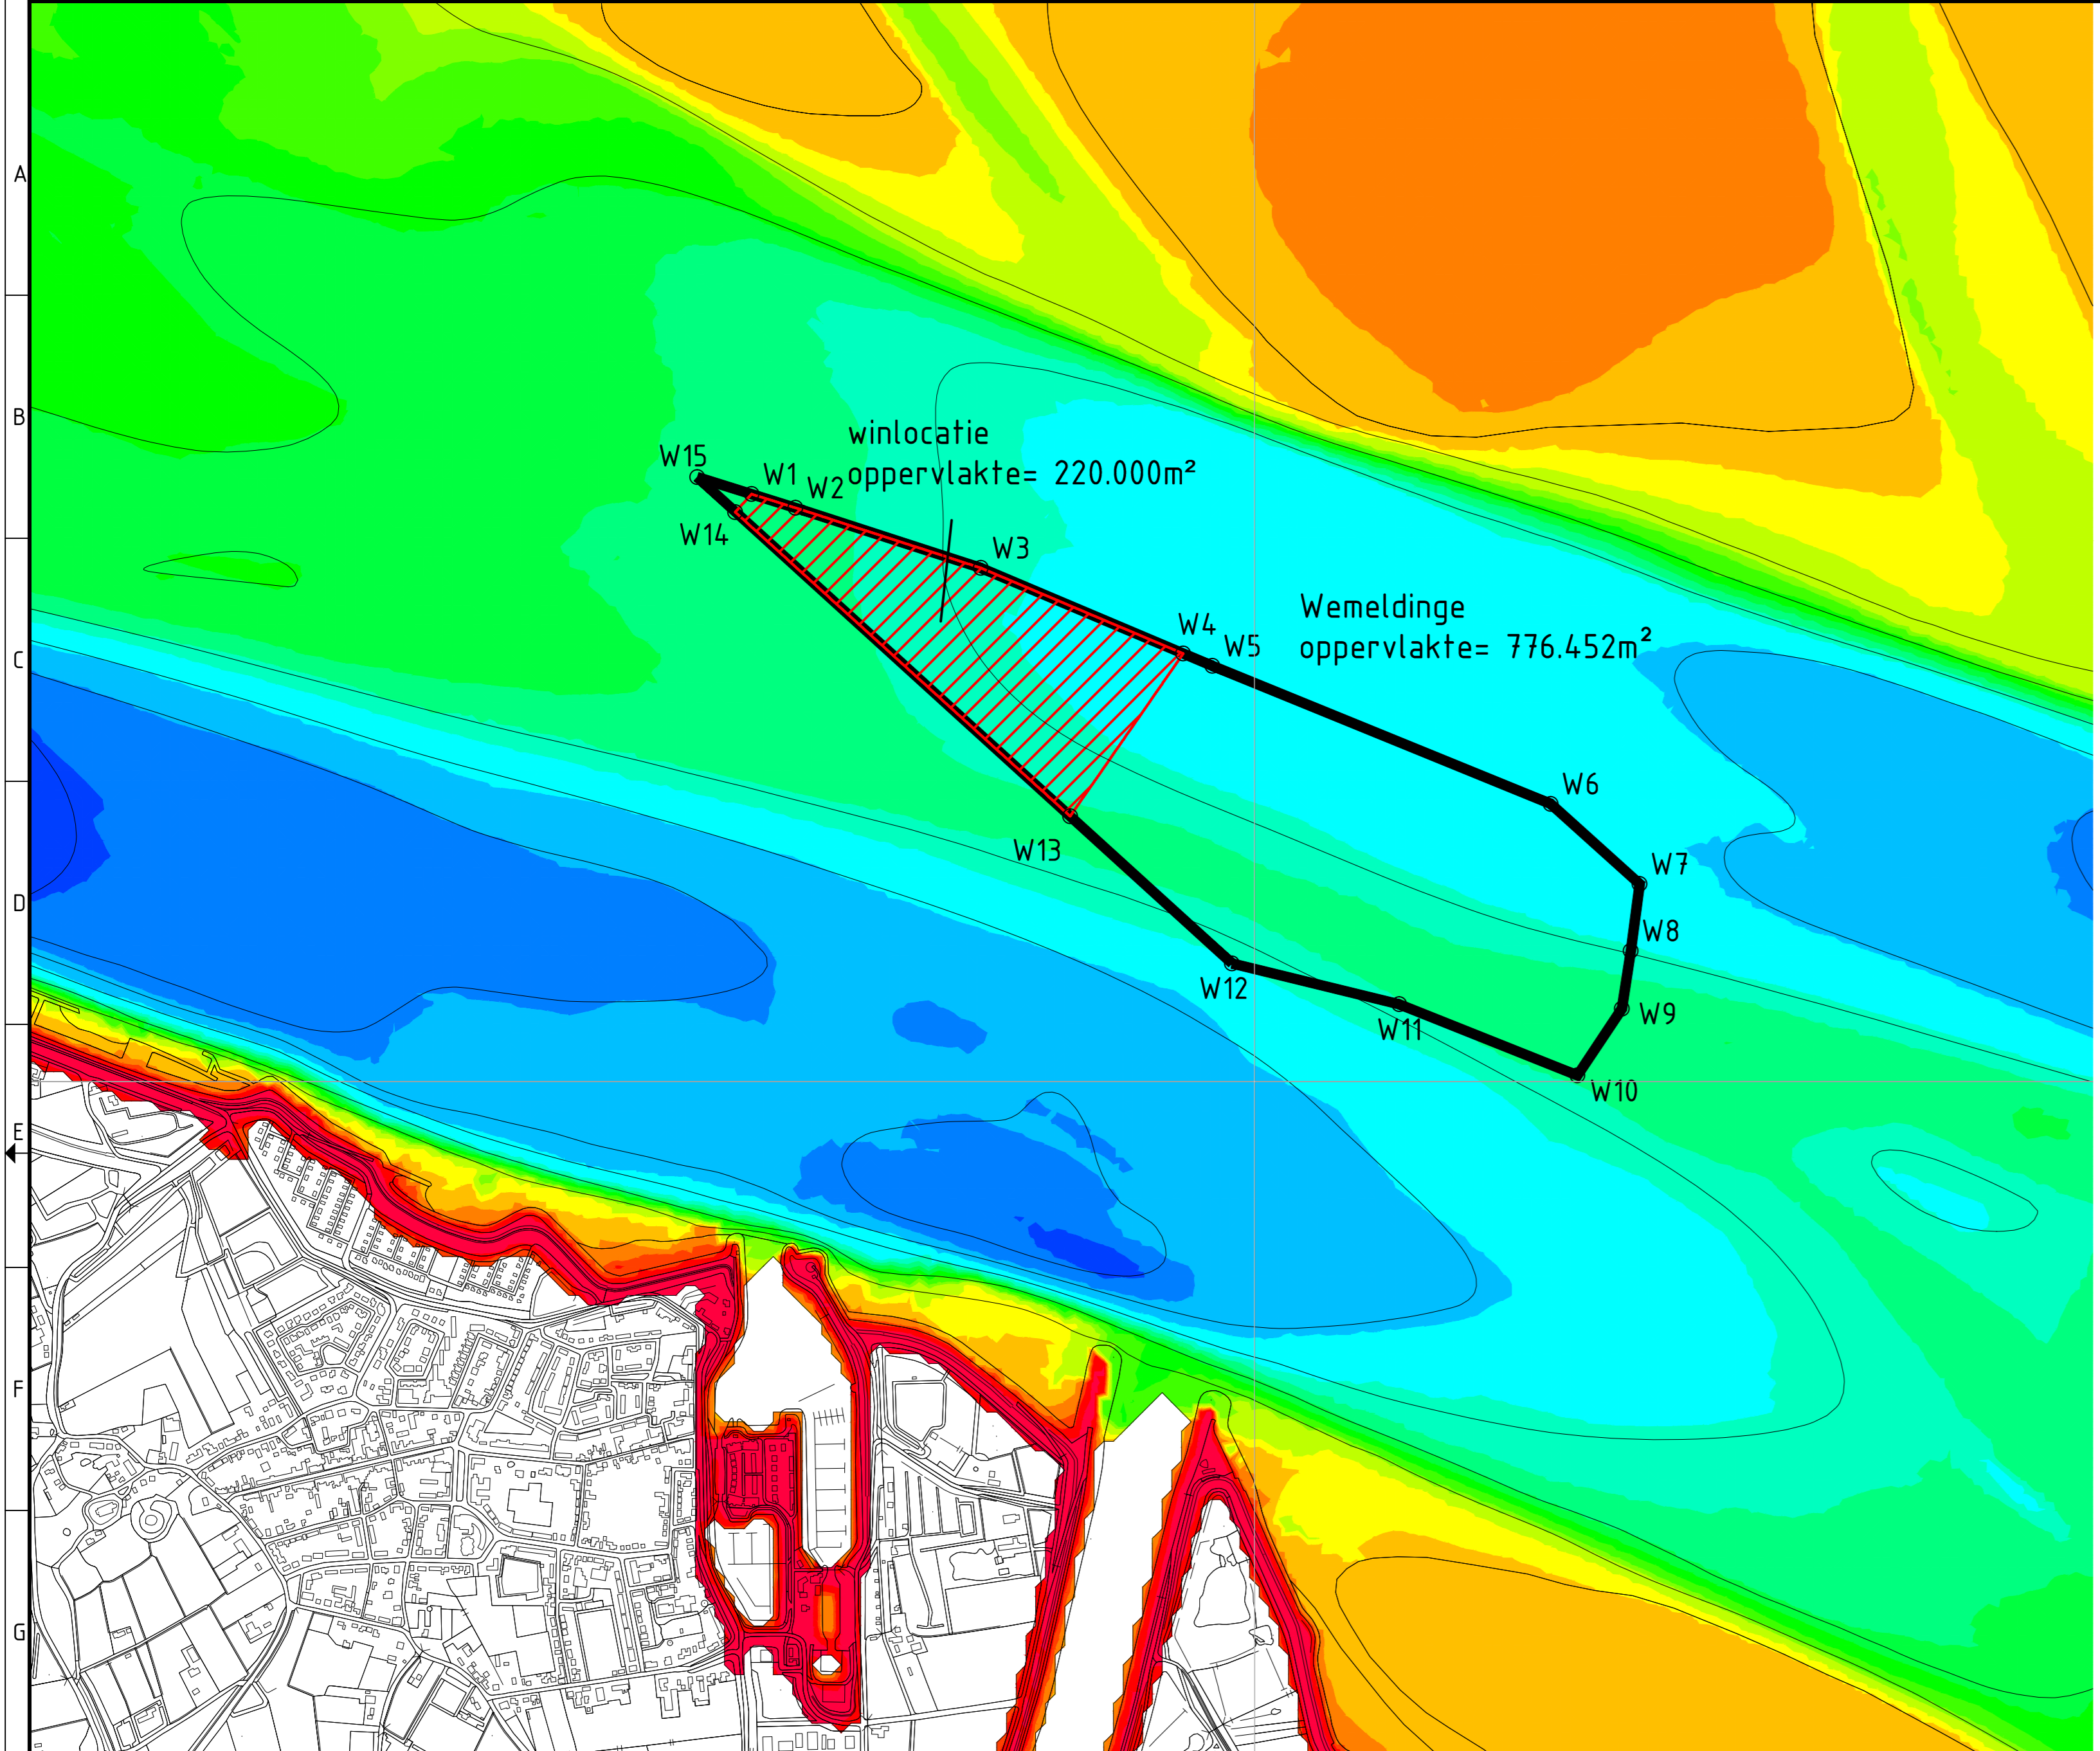 A
B
winlocatie
oppervlakte= 220.000m²
W15
W1
W2
W14
W3
Wemeldinge
oppervlakte= 776.452m²
W4
W5
C
W6
W13
W7
D
W8
W12
W9
W11
W10
E
F
G